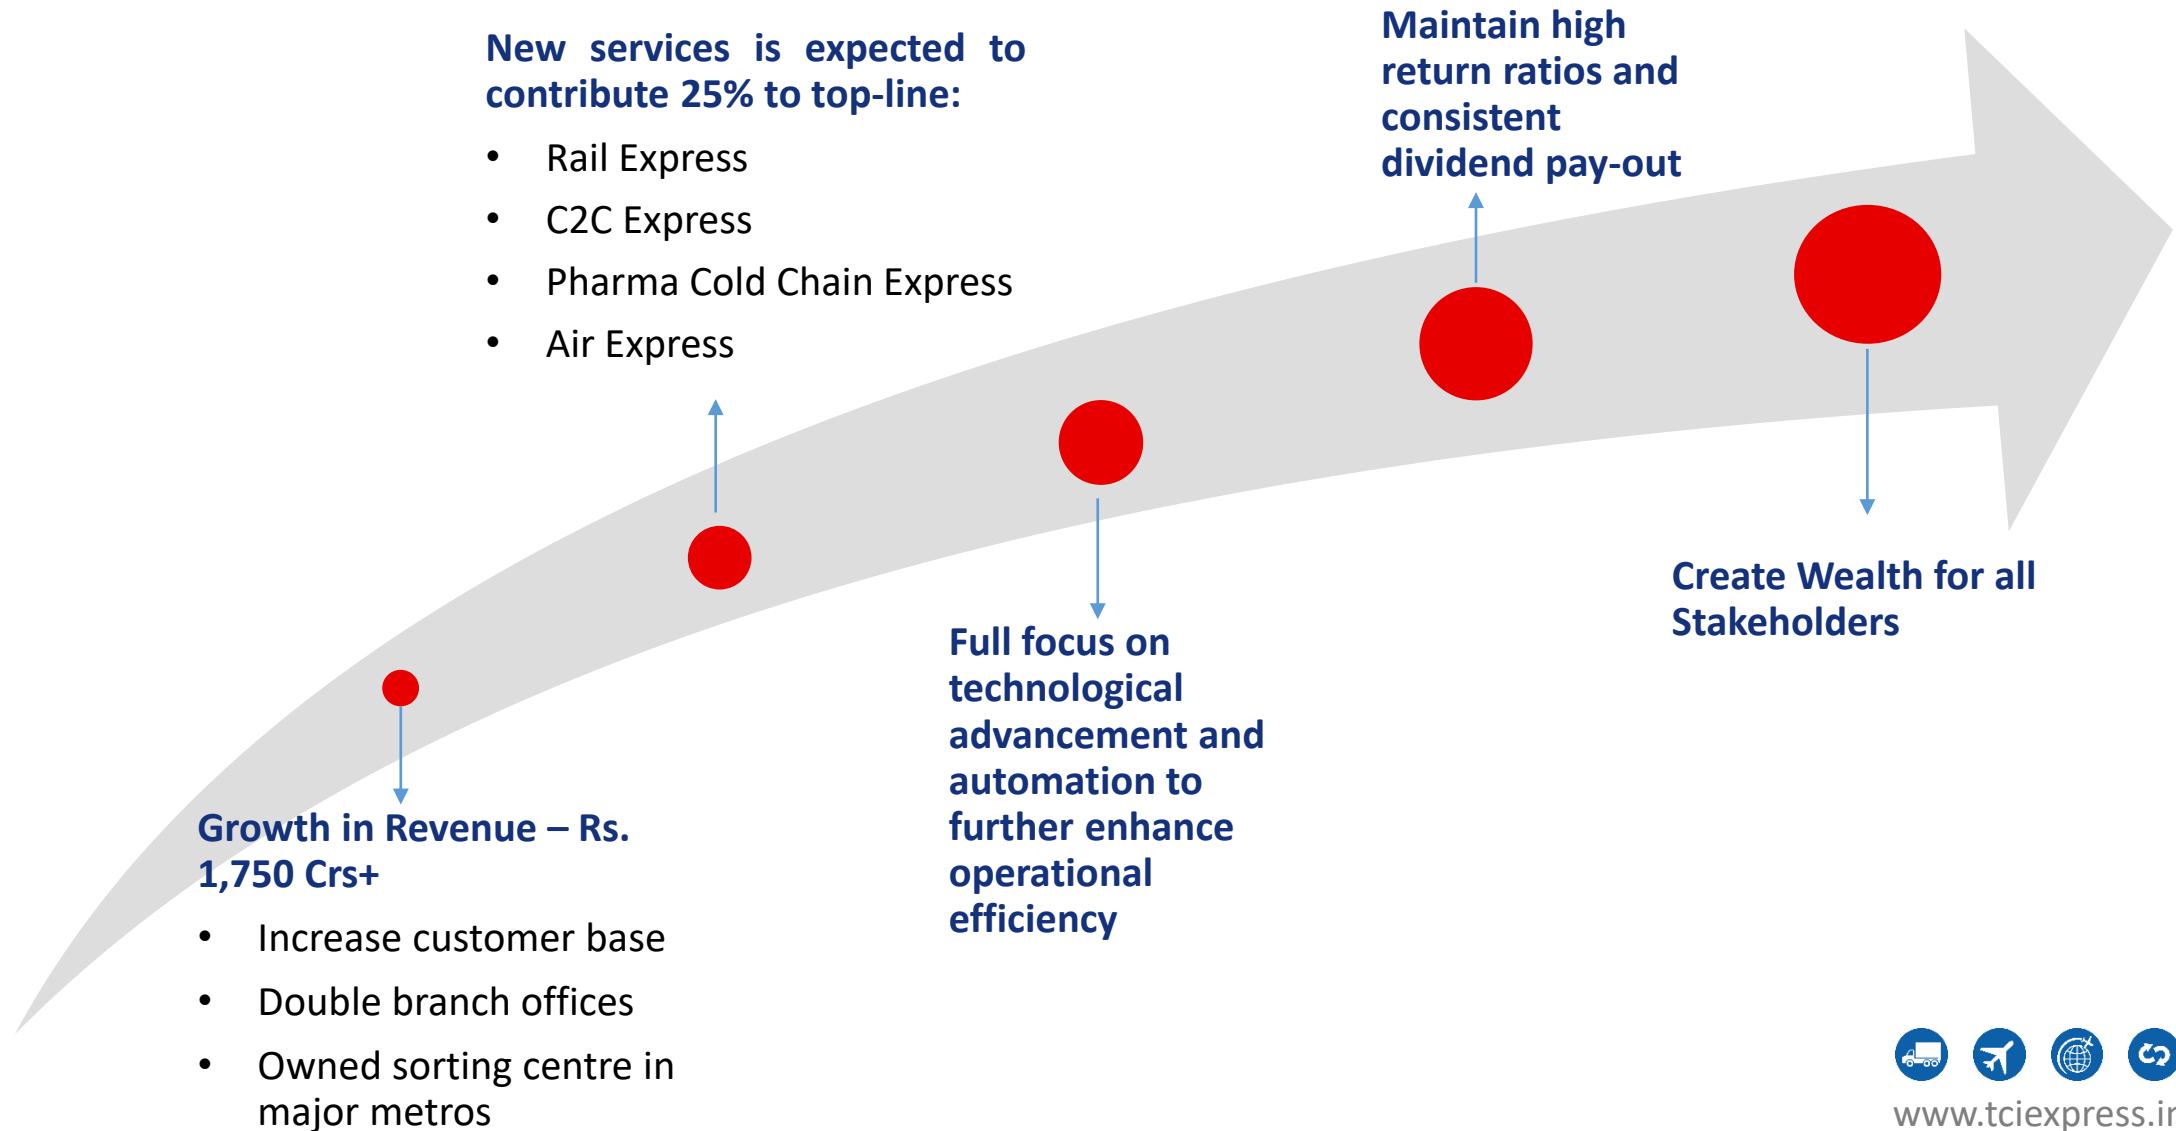 New services is expected to
contribute 25% to top-line:
• Rail Express
• C2C Express
• Pharma Cold Chain Express
• Air Express
Maintain high
return ratios and
consistent
dividend pay-out
Growth in Revenue – Rs.
1,750 Crs+
• Increase customer base
• Double branch offices
• Owned sorting centre in
major metros
Full focus on
technological
advancement and
automation to
further enhance
operational
efficiency
Create Wealth for all
Stakeholders
www.tciexpress.in